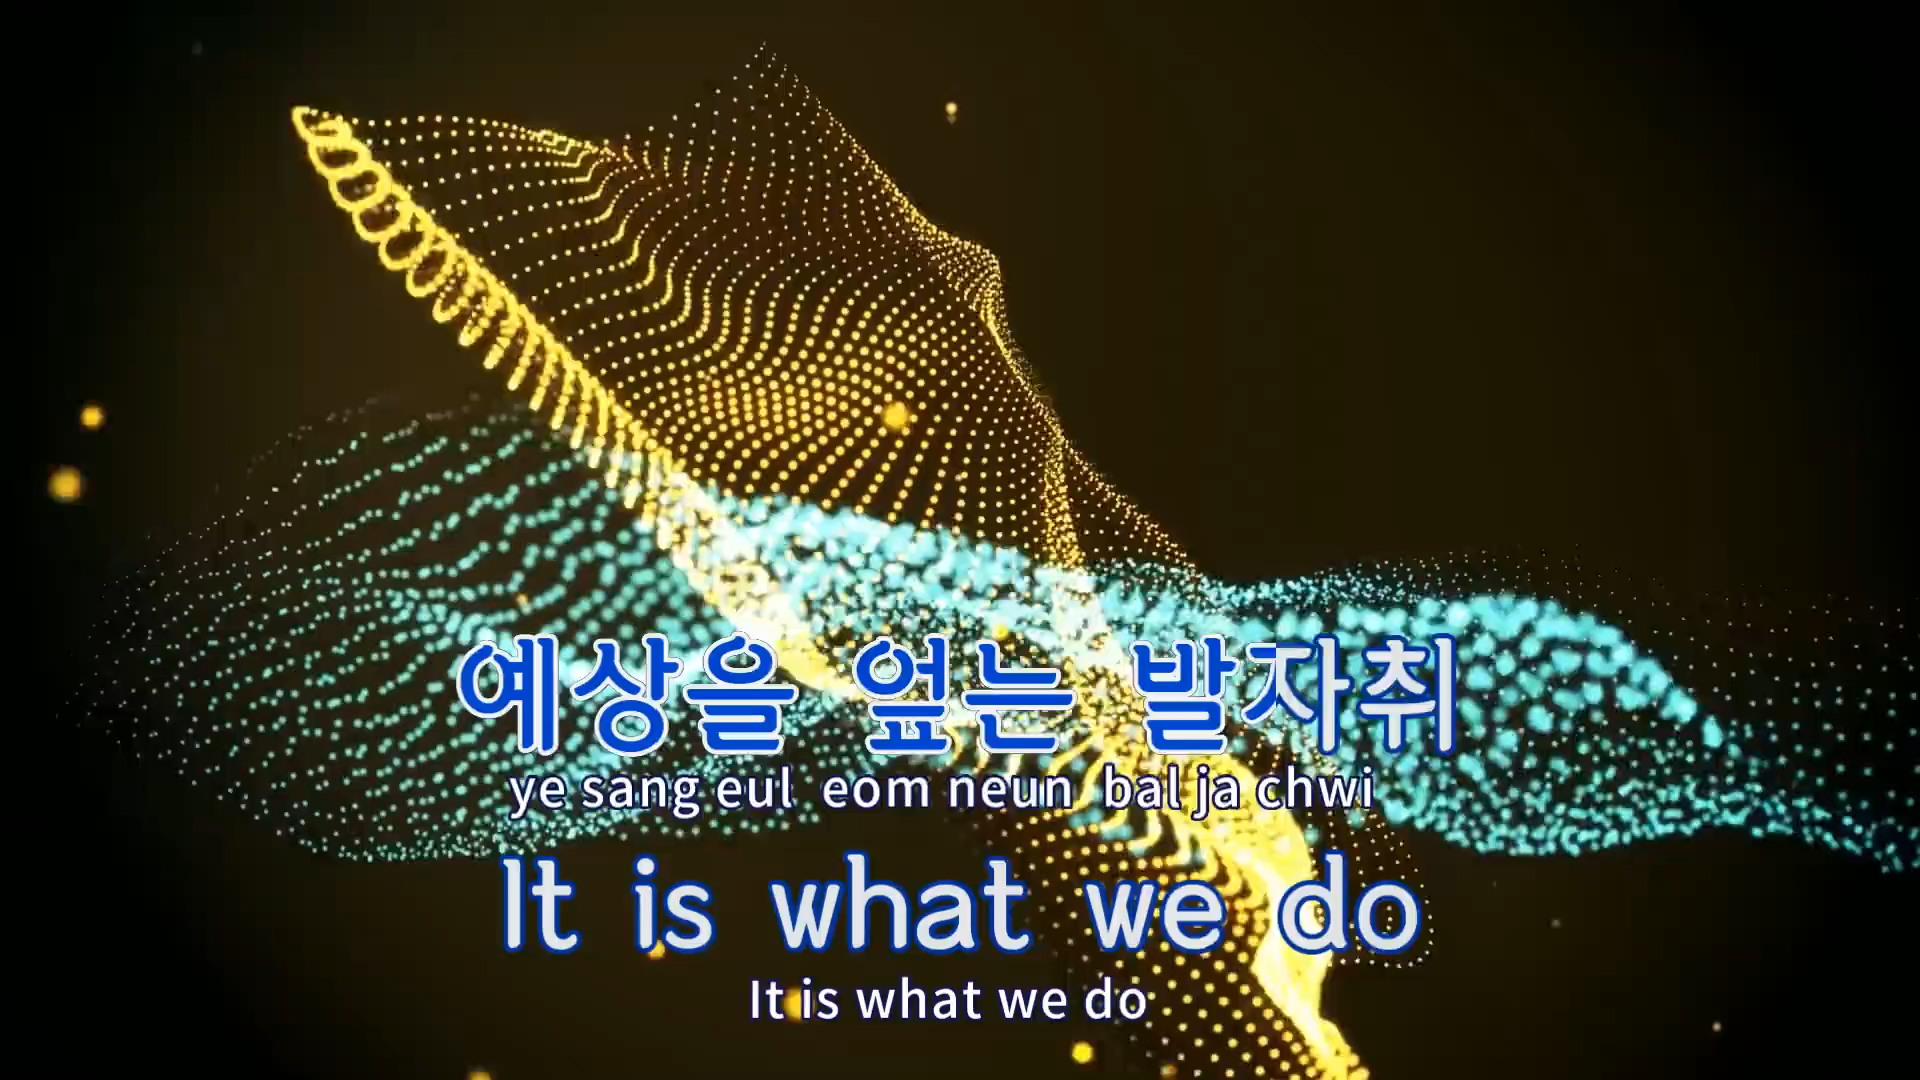 예상을 엎는 발자취
ye sang eul eom neun bal ja chwi
It is what we do
It is what we do